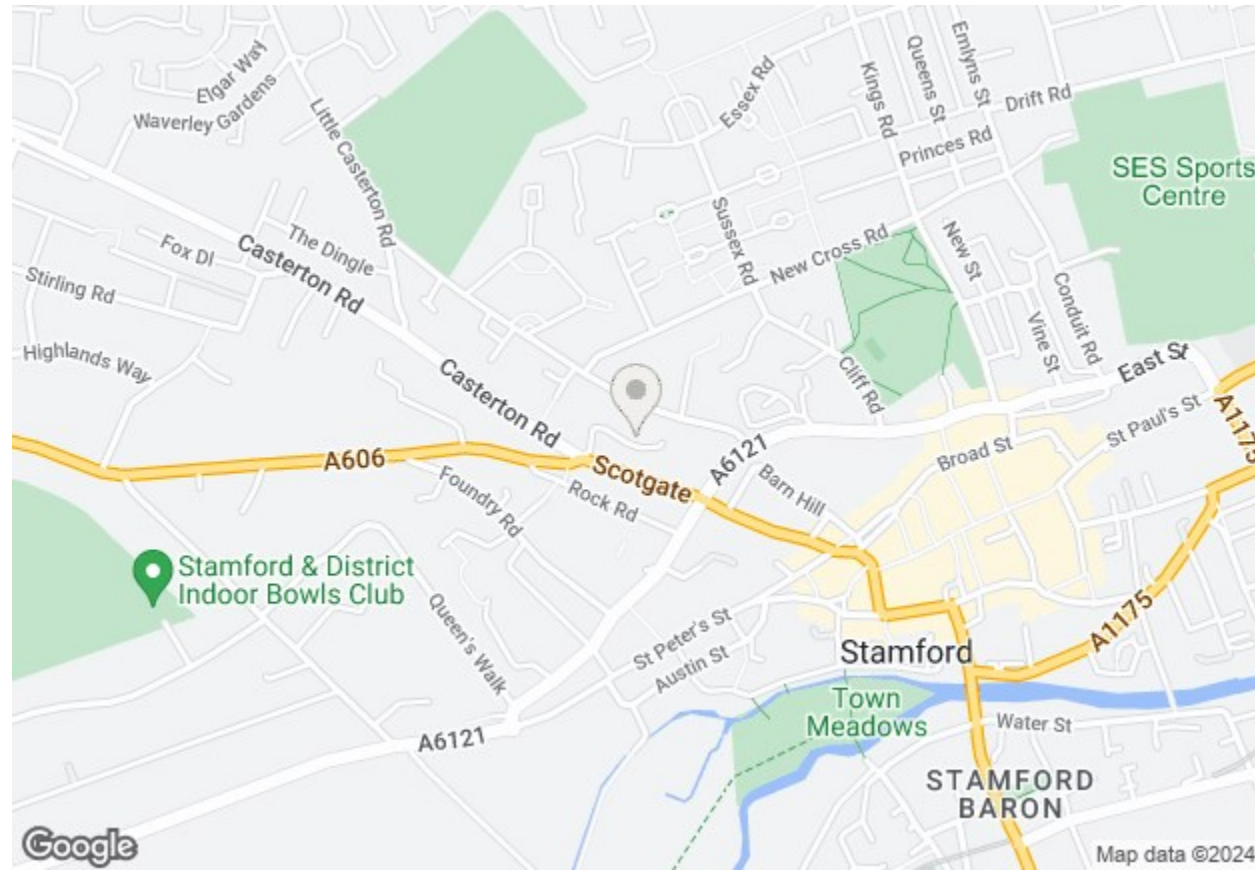 Elgar Way
Waverley Gardens
Little Casterton Rd
Essex Rd
Kings Rd
Queens St
Emlyns St
Drift Rd
Princes Rd
SES Sports
Centre
Fox Dl
The Dingle
Casterton Rd
Sussex Rd
New Cross Rd
New St
Stirling Rd
Highlands Way
Vine St
Conduit Rd
Casterton Rd
Cliff Rd
East St
St Paul's St
A1175
A606
Scotgate
A6121
Broad St
Barn Hill
Foundry Rd
Rock Rd
Stamford & District
Indoor Bowls Club
Queen's Walk
St Peter's St
Austin St
Stamford
A1175
Town
Meadows
Water St
A6121
STAMFORD
BARON
Google
Map data ©2024